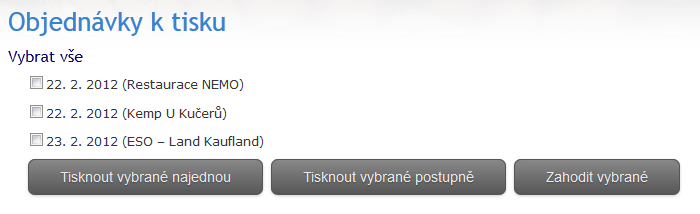 Objednávky k tisku
Vybrat vše
22. 2. 2012 (Restaurace NEMO)
22. 2. 2012 (Kemp U Kučerů)
23. 2. 2012 (ESO – Land Kaufland)
Tisknout vybrané najednou Tisknout vybrané postupně Zahodit vybrané